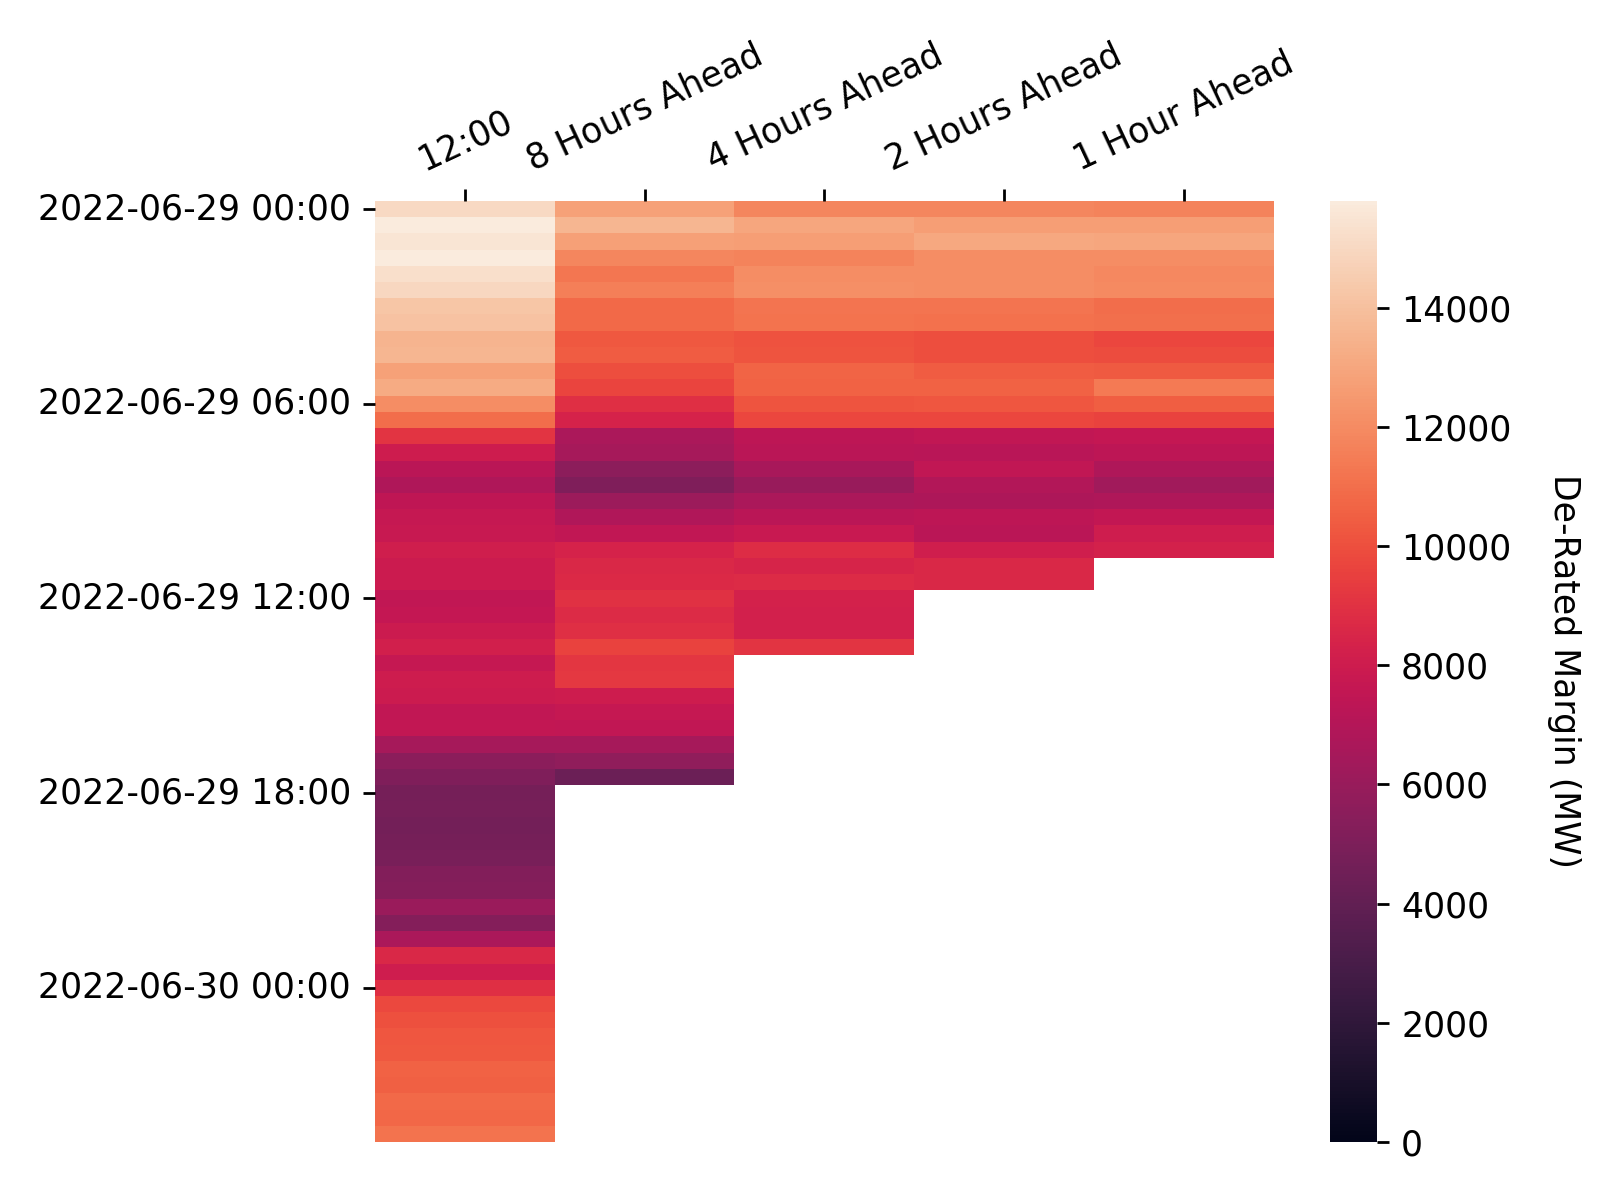 12:00
8 Hours Ahead
4 Hours Ahead
2 Hours Ahead
1 Hour Ahead
2022-06-29 00:00
2022-06-29 06:00
2022-06-29 12:00
2022-06-29 18:00
2022-06-30 00:00
14000
12000
10000
8000
6000
4000
2000
0
De-Rated Margin (MW)